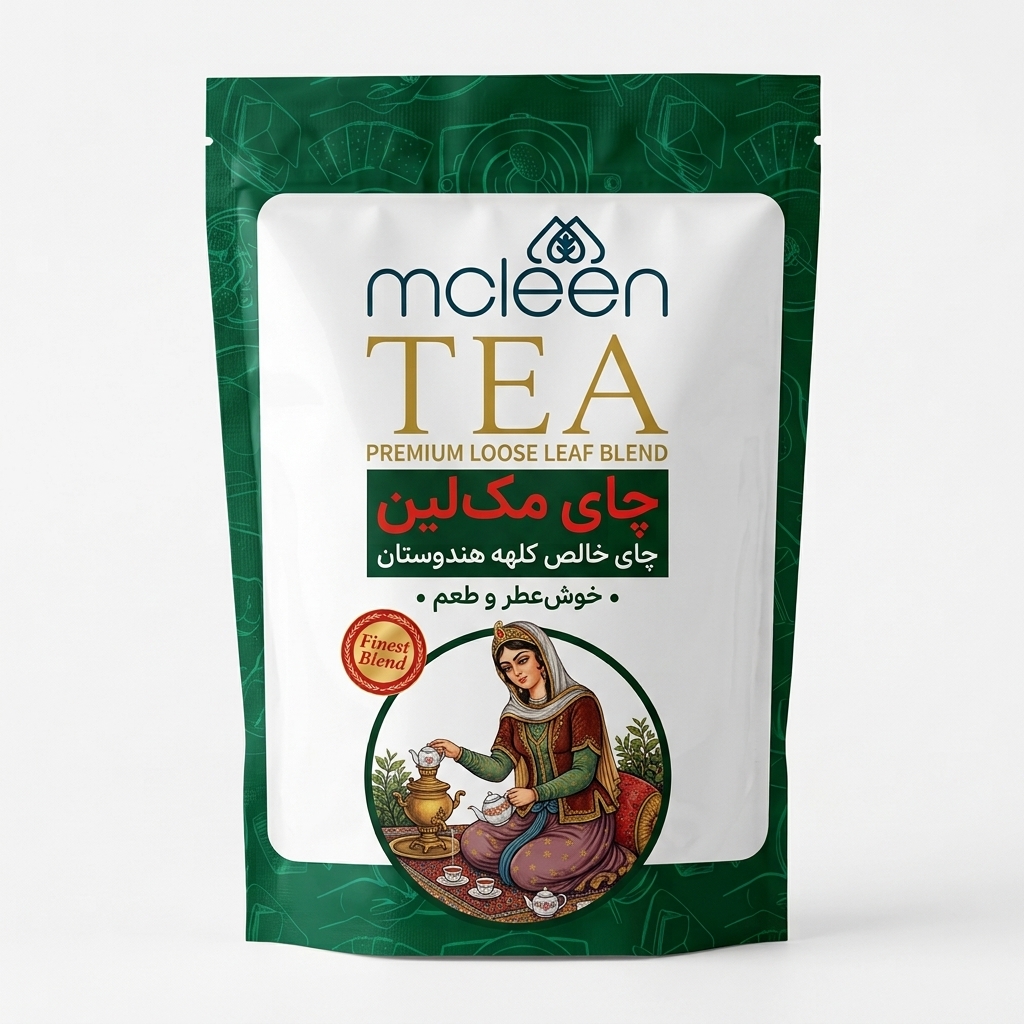 mcleen
TEA
PREMIUM LOOSE LEAF BLEND
چای مک‌لین
چای خالص کلهه هندوستان
• خوش‌عطر و طعم •
Finest
Blend